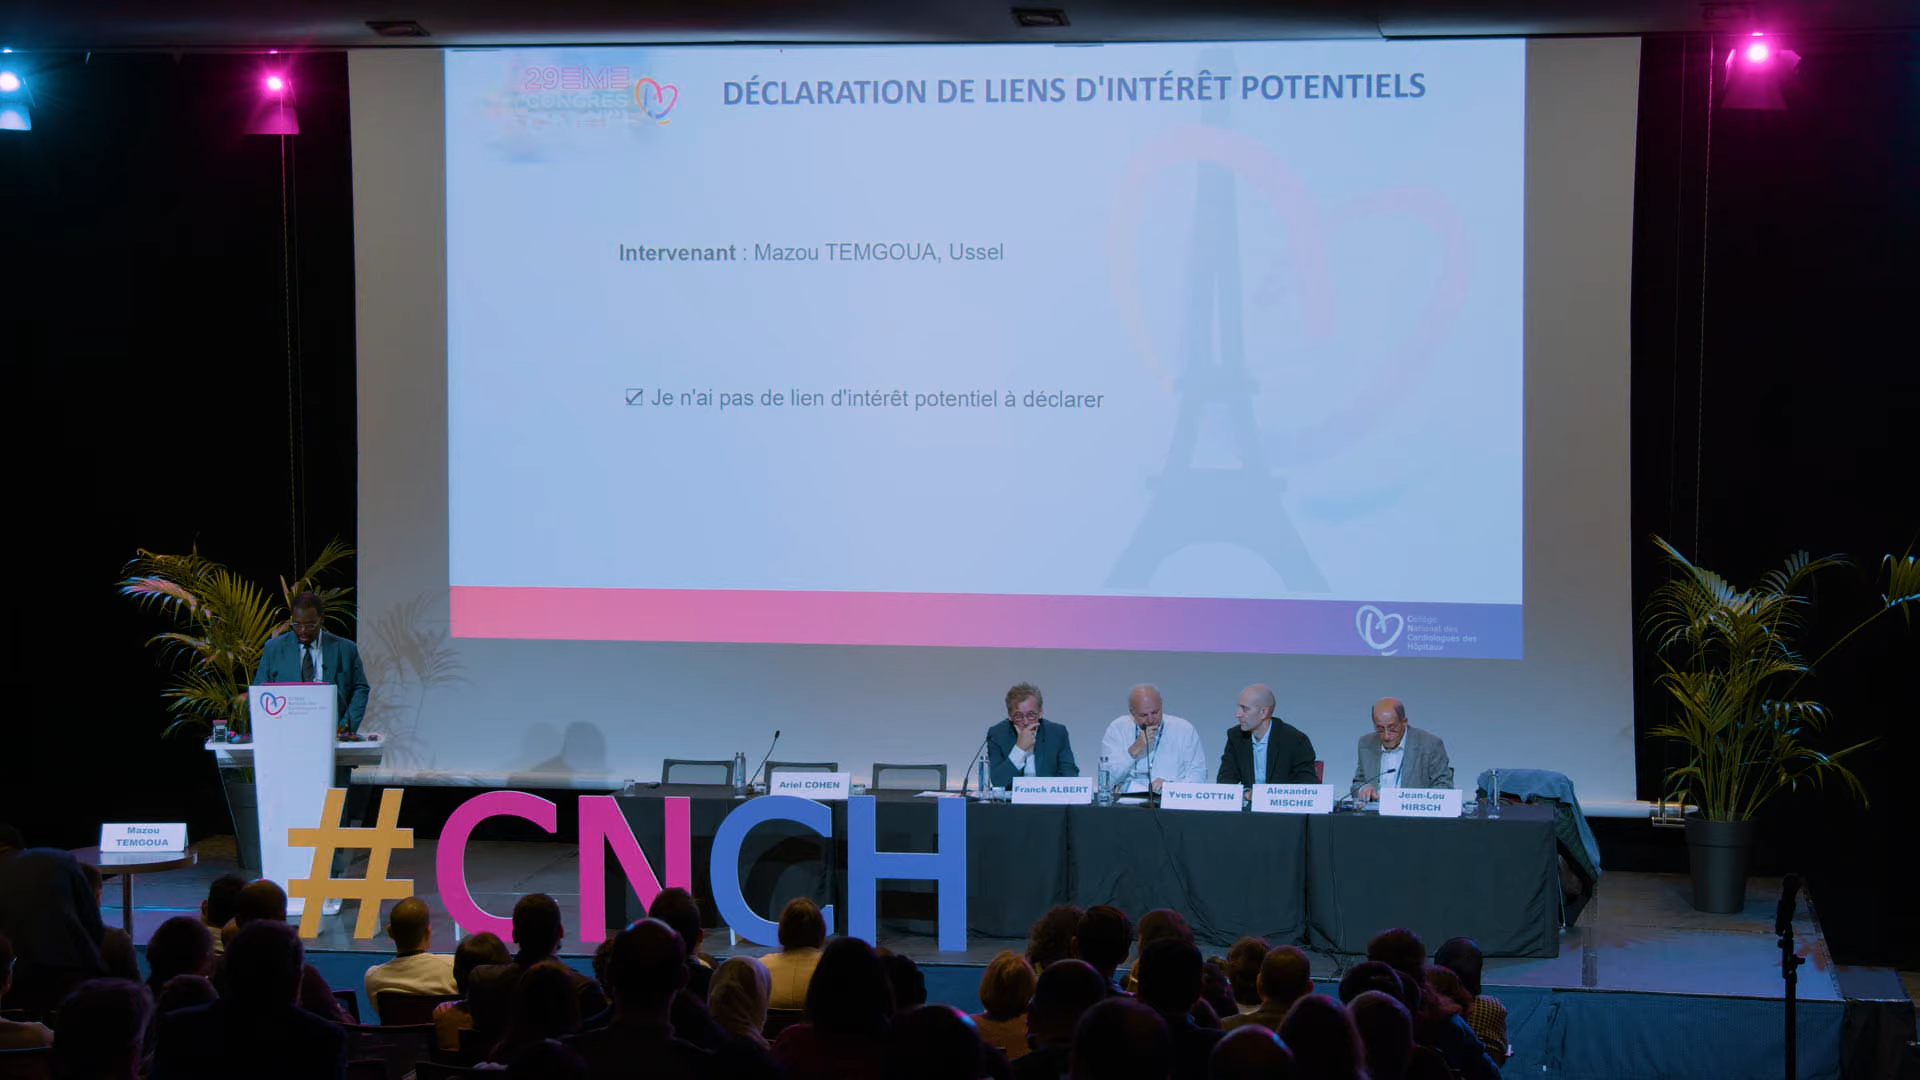 29EME
CONGRÈS
DÉCLARATION DE LIENS D'INTÉRÊT POTENTIELS
Intervenant : Mazou TEMGOUA, Ussel
☑ Je n'ai pas de lien d'intérêt potentiel à déclarer
Collège
National des
Cardiologues des
Hôpitaux
Ariel COHEN
Franck ALBERT
Yves COTTIN
Alexandru
MISCHIE
Jean-Lou
HIRSCH
Mazou
TEMGOUA
#CNCH